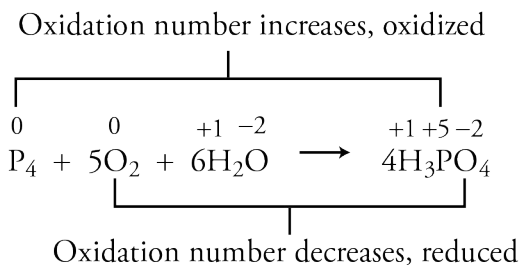 Oxidation number increases, oxidized
0 0 +1 −2 +1 +5 −2
P₄ + 5O₂ + 6H₂O ⟶ 4H₃PO₄
Oxidation number decreases, reduced